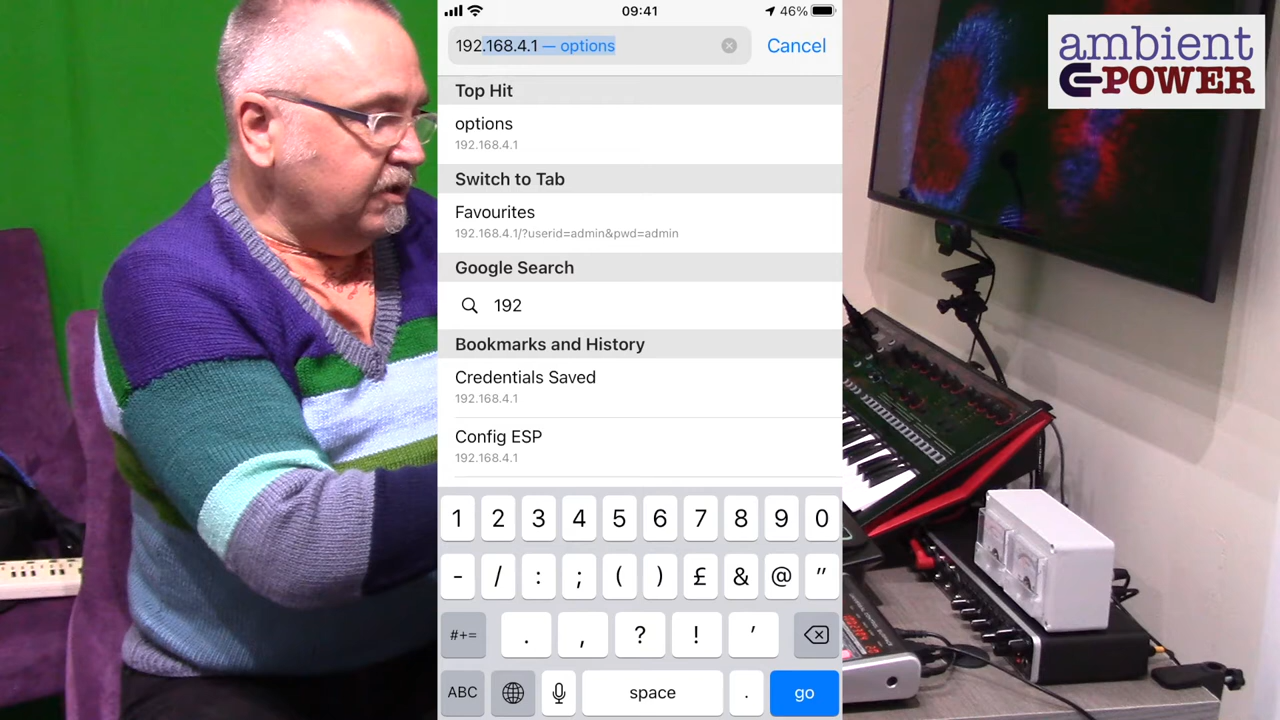 09:41
46%
192.168.4.1 — options
Cancel
Top Hit
options
192.168.4.1
Switch to Tab
Favourites
192.168.4.1/?userid=admin&pwd=admin
Google Search
192
Bookmarks and History
Credentials Saved
192.168.4.1
Config ESP
192.168.4.1
1 2 3 4 5 6 7 8 9 0
- / : ; ( ) £ & @ ”
#+= . , ? ! ’
ABC space . go
ambient
POWER